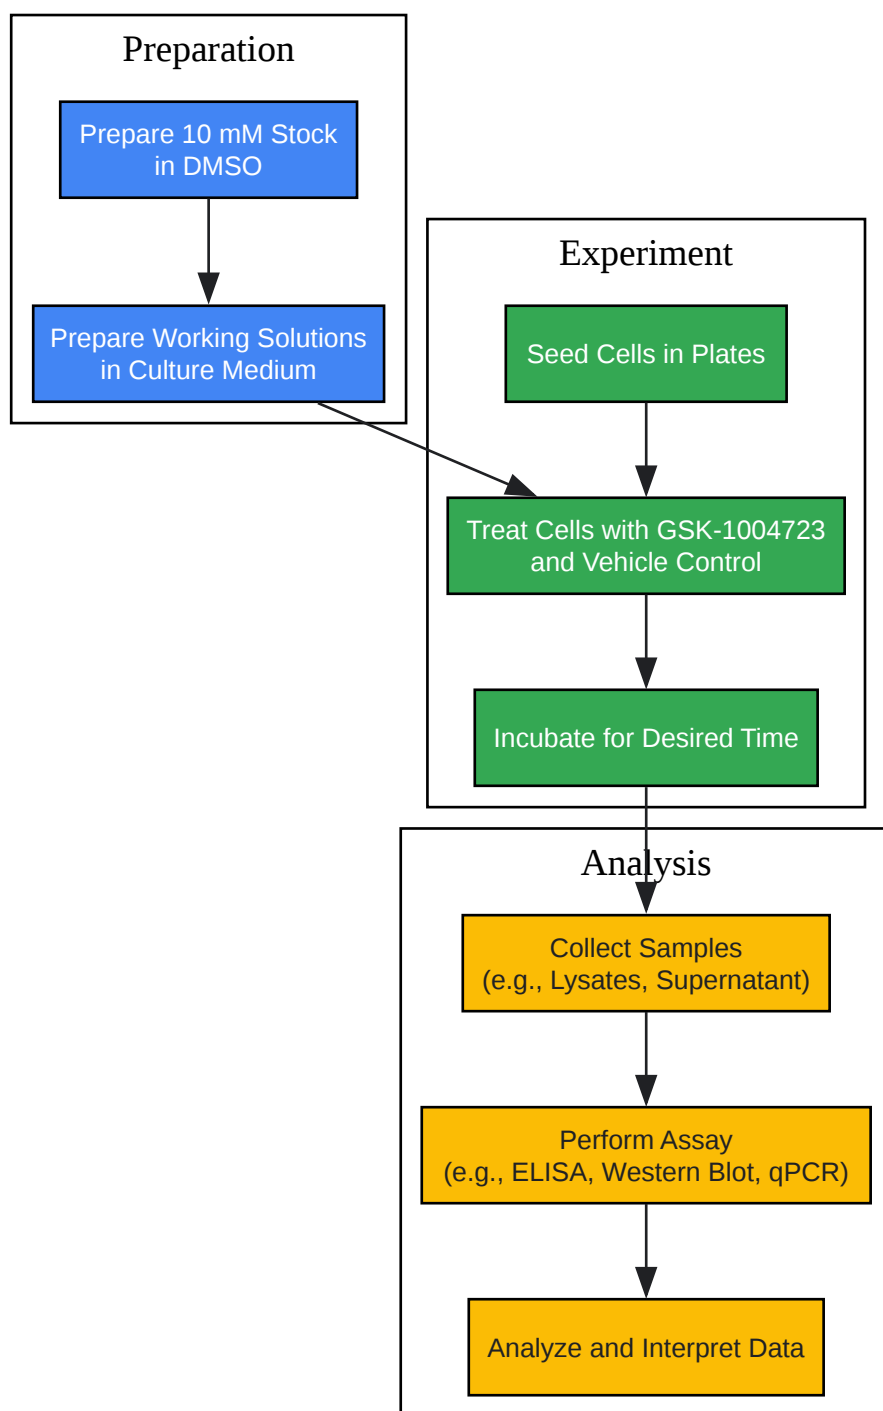 Preparation
Prepare 10 mM Stock
in DMSO
Prepare Working Solutions
in Culture Medium
Experiment
Seed Cells in Plates
Treat Cells with GSK-1004723
and Vehicle Control
Incubate for Desired Time
Analysis
Collect Samples
(e.g., Lysates, Supernatant)
Perform Assay
(e.g., ELISA, Western Blot, qPCR)
Analyze and Interpret Data